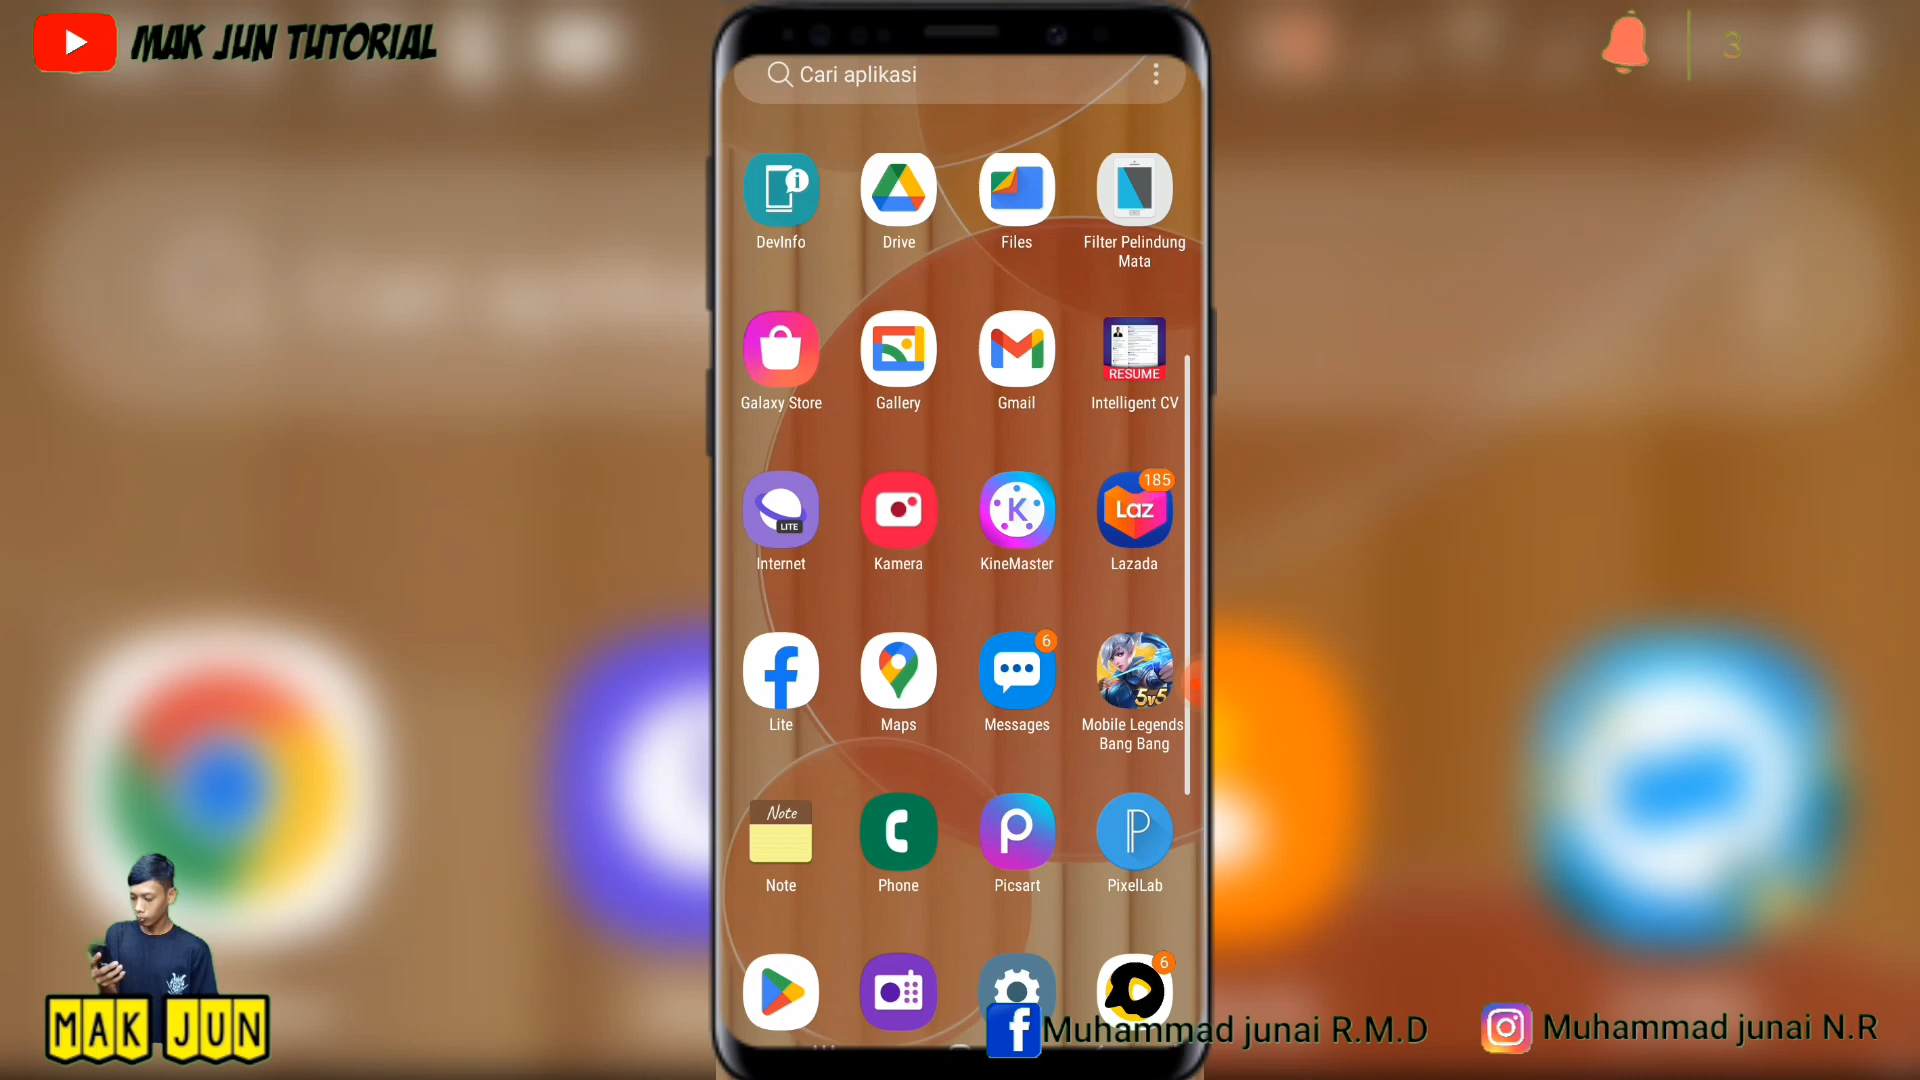 MAK JUN TUTORIAL
3
Cari aplikasi
DevInfo
Drive
Files
Filter Pelindung
Mata
RESUME
Galaxy Store
Gallery
Gmail
Intelligent CV
185
LITE
K
Laz
Internet
Kamera
KineMaster
Lazada
6
5v5
Lite
Maps
Messages
Mobile Legends
Bang Bang
Note
Note
Phone
Picsart
PixelLab
6
MAK JUN
Muhammad junai R.M.D
Muhammad junai N.R